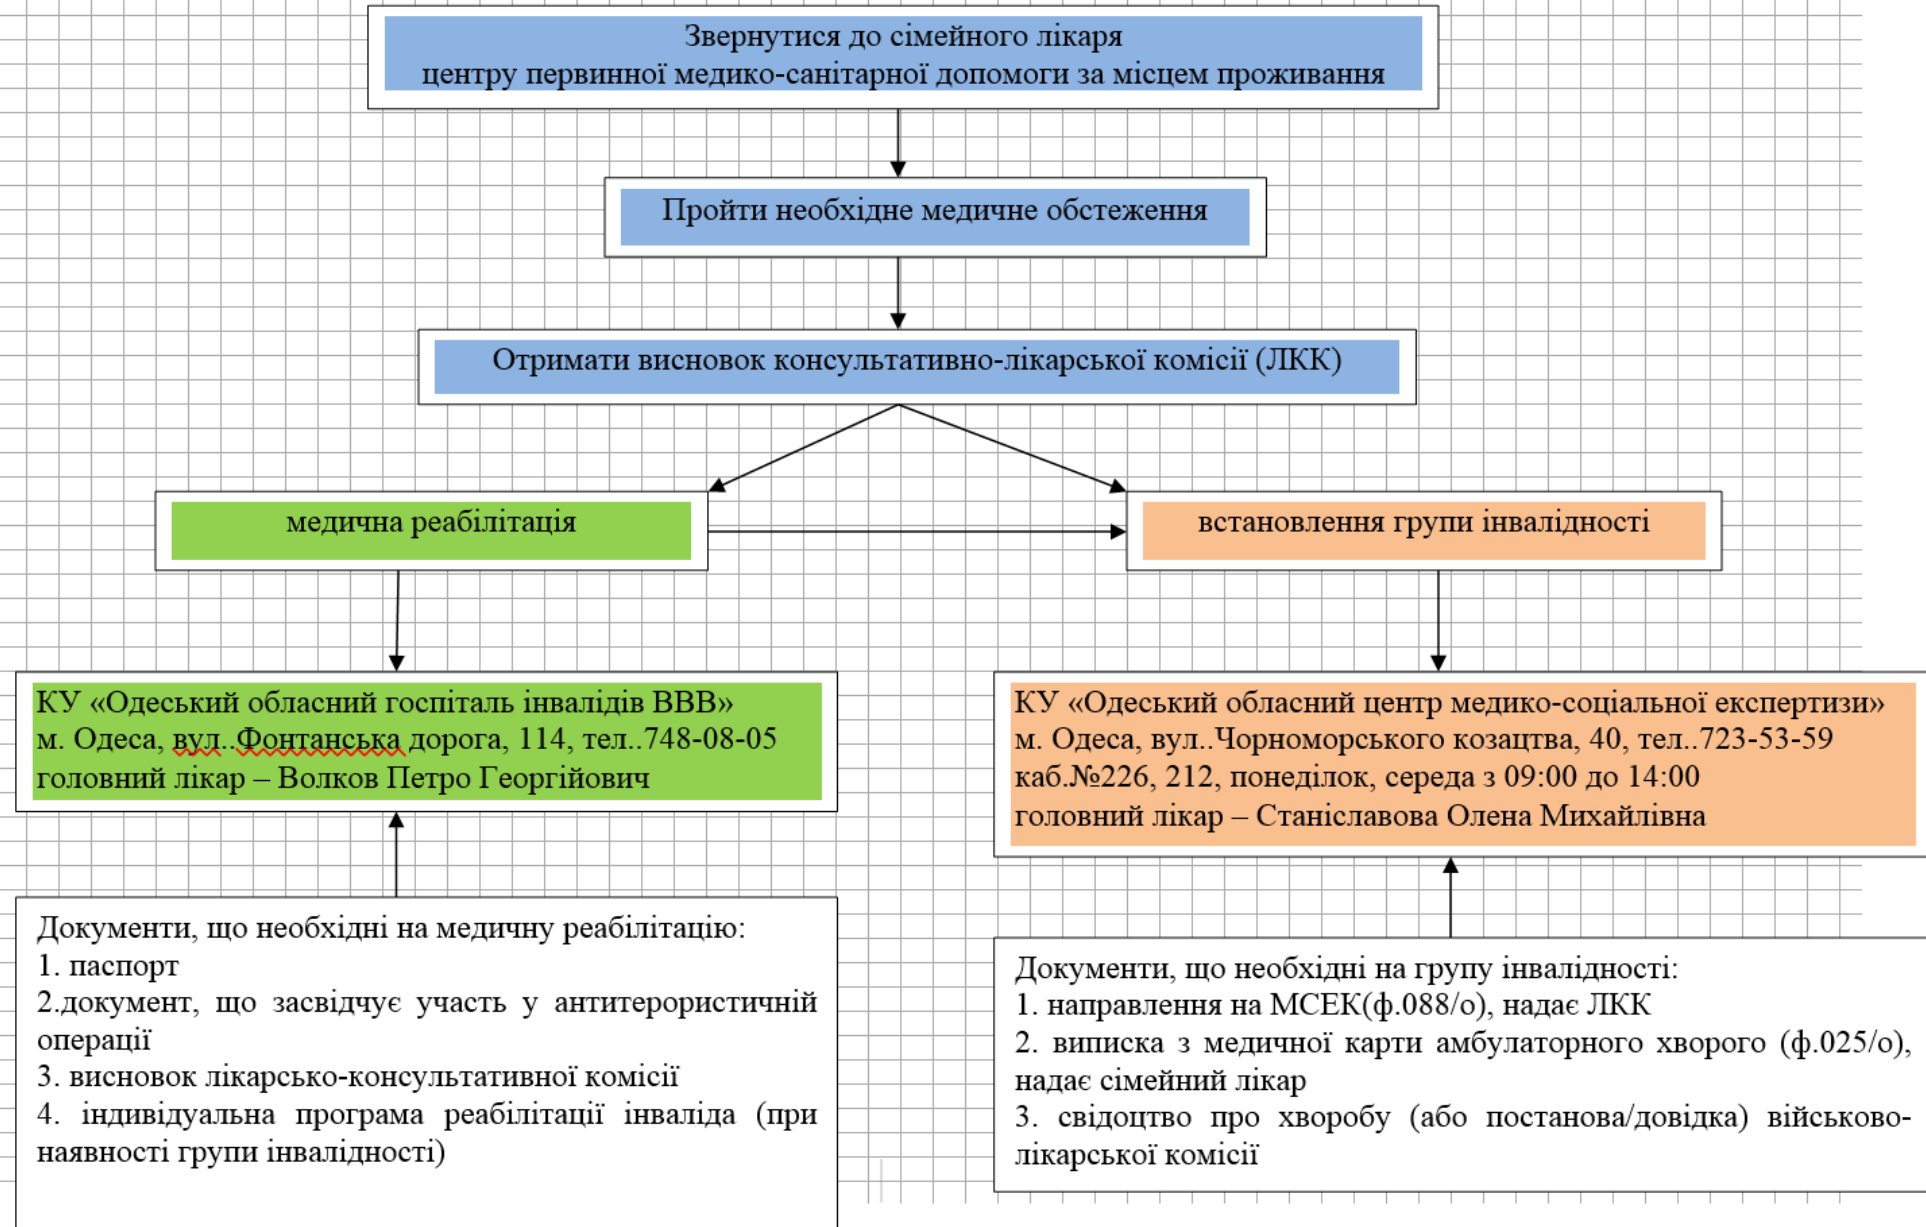 Звернутися до сімейного лікаря
центру первинної медико-санітарної допомоги за місцем проживання
Пройти необхідне медичне обстеження
Отримати висновок консультативно-лікарської комісії (ЛКК)
медична реабілітація
встановлення групи інвалідності
КУ «Одеський обласний госпіталь інвалідів ВВВ»
м. Одеса, вул..Фонтанська дорога, 114, тел..748-08-05
головний лікар – Волков Петро Георгійович
КУ «Одеський обласний центр медико-соціальної експертизи»
м. Одеса, вул..Чорноморського козацтва, 40, тел..723-53-59
каб.№226, 212, понеділок, середа з 09:00 до 14:00
головний лікар – Станіславова Олена Михайлівна
Документи, що необхідні на медичну реабілітацію:
1. паспорт
2.документ, що засвідчує участь у антитерористичній
операції
3. висновок лікарсько-консультативної комісії
4. індивідуальна програма реабілітації інваліда (при
наявності групи інвалідності)
Документи, що необхідні на групу інвалідності:
1. направлення на МСЕК(ф.088/о), надає ЛКК
2. виписка з медичної карти амбулаторного хворого (ф.025/о),
надає сімейний лікар
3. свідоцтво про хворобу (або постанова/довідка) військово-
лікарської комісії